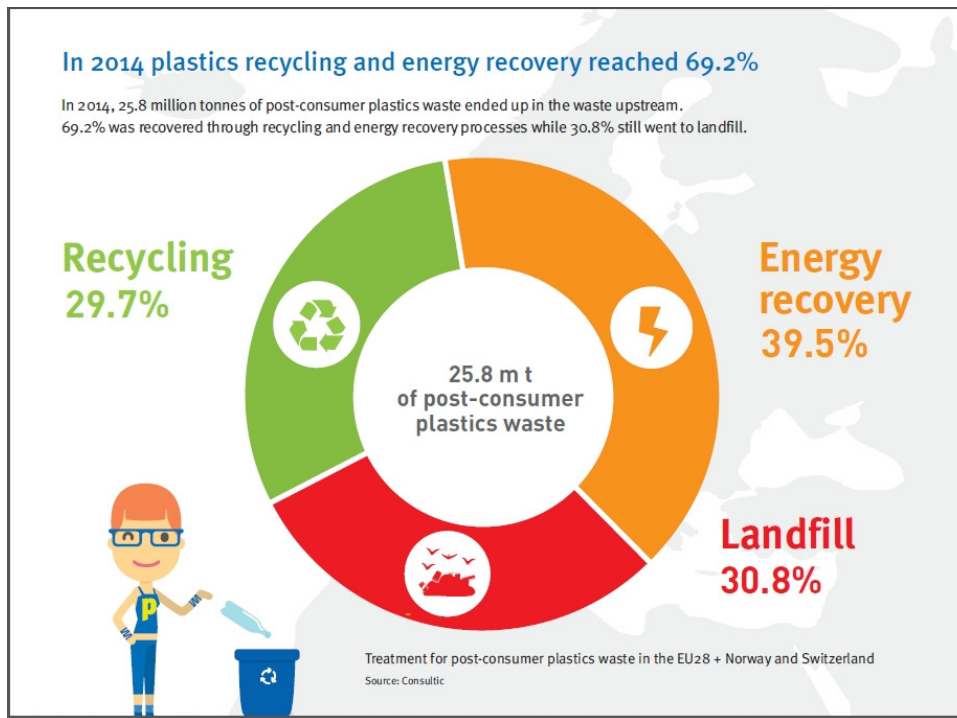 In 2014 plastics recycling and energy recovery reached 69.2%
In 2014, 25.8 million tonnes of post-consumer plastics waste ended up in the waste upstream.
69.2% was recovered through recycling and energy recovery processes while 30.8% still went to landfill.
Recycling
29.7%
Energy
recovery
39.5%
25.8 m t
of post-consumer
plastics waste
Landfill
30.8%
P
Treatment for post-consumer plastics waste in the EU28 + Norway and Switzerland
Source: Consultic